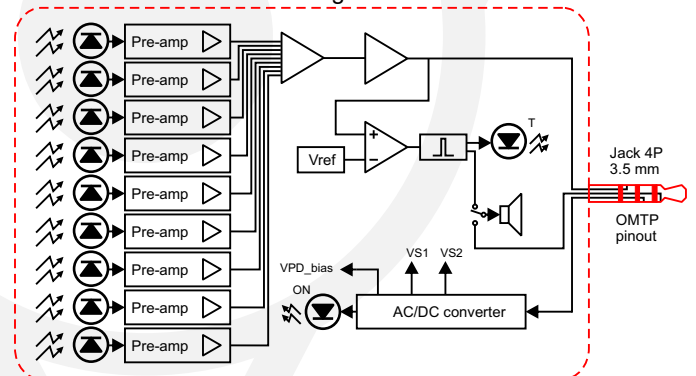 Pre-amp
Pre-amp
Pre-amp
Pre-amp
Pre-amp
Pre-amp
Pre-amp
Pre-amp
Pre-amp
+
−
Vref
T
Jack 4P
3.5 mm
OMTP
pinout
VS1 VS2
VPD_bias
ON
AC/DC converter